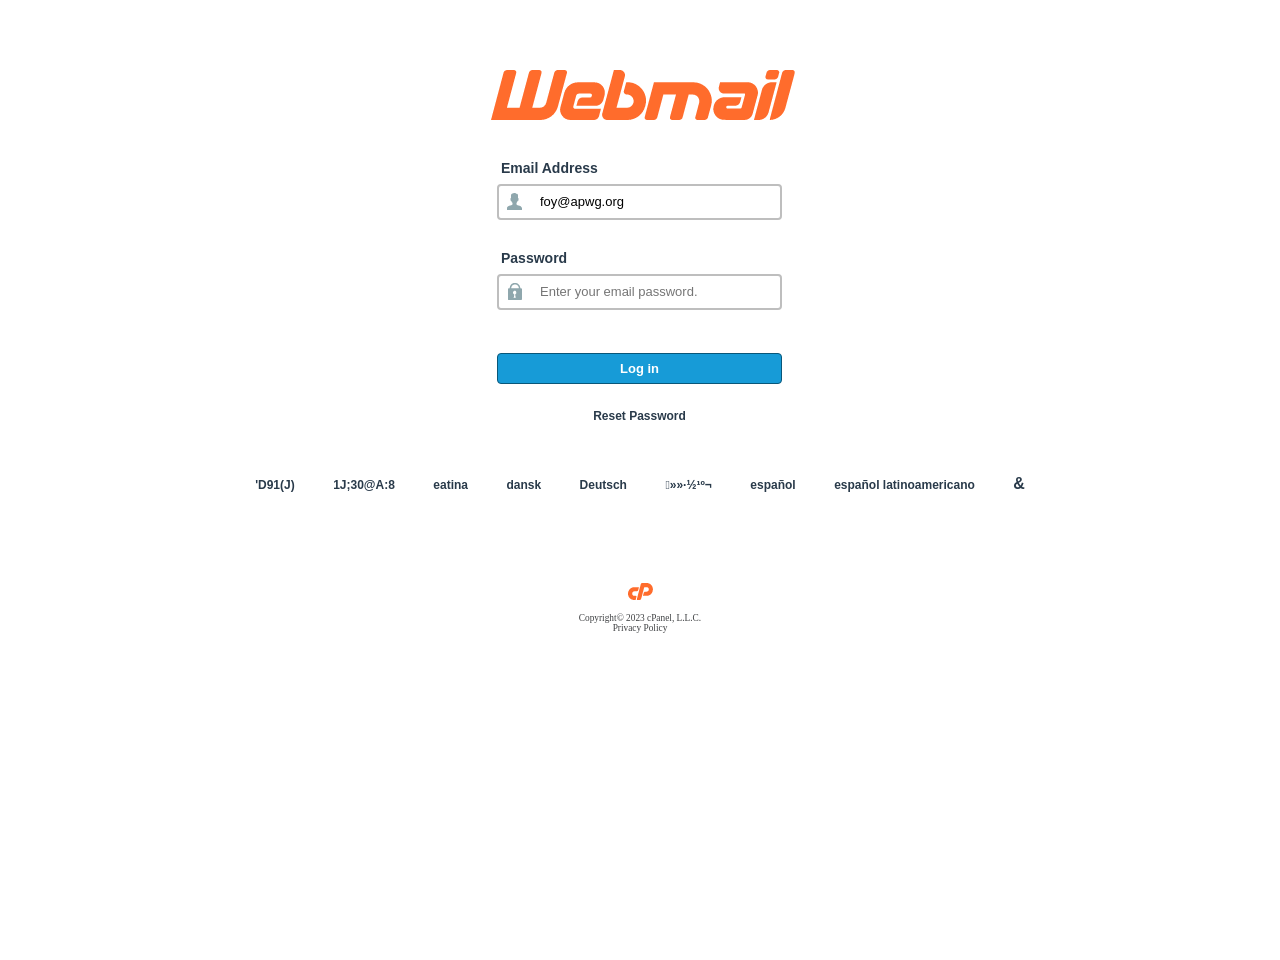 Webmail
Email Address
foy@apwg.org
Password
Enter your email password.
Log in
Reset Password
'D91(J) 1J;30@A:8 eatina dansk Deutsch »»·½¹º¬ español español latinoamericano &
cP
Copyright© 2023 cPanel, L.L.C.
Privacy Policy